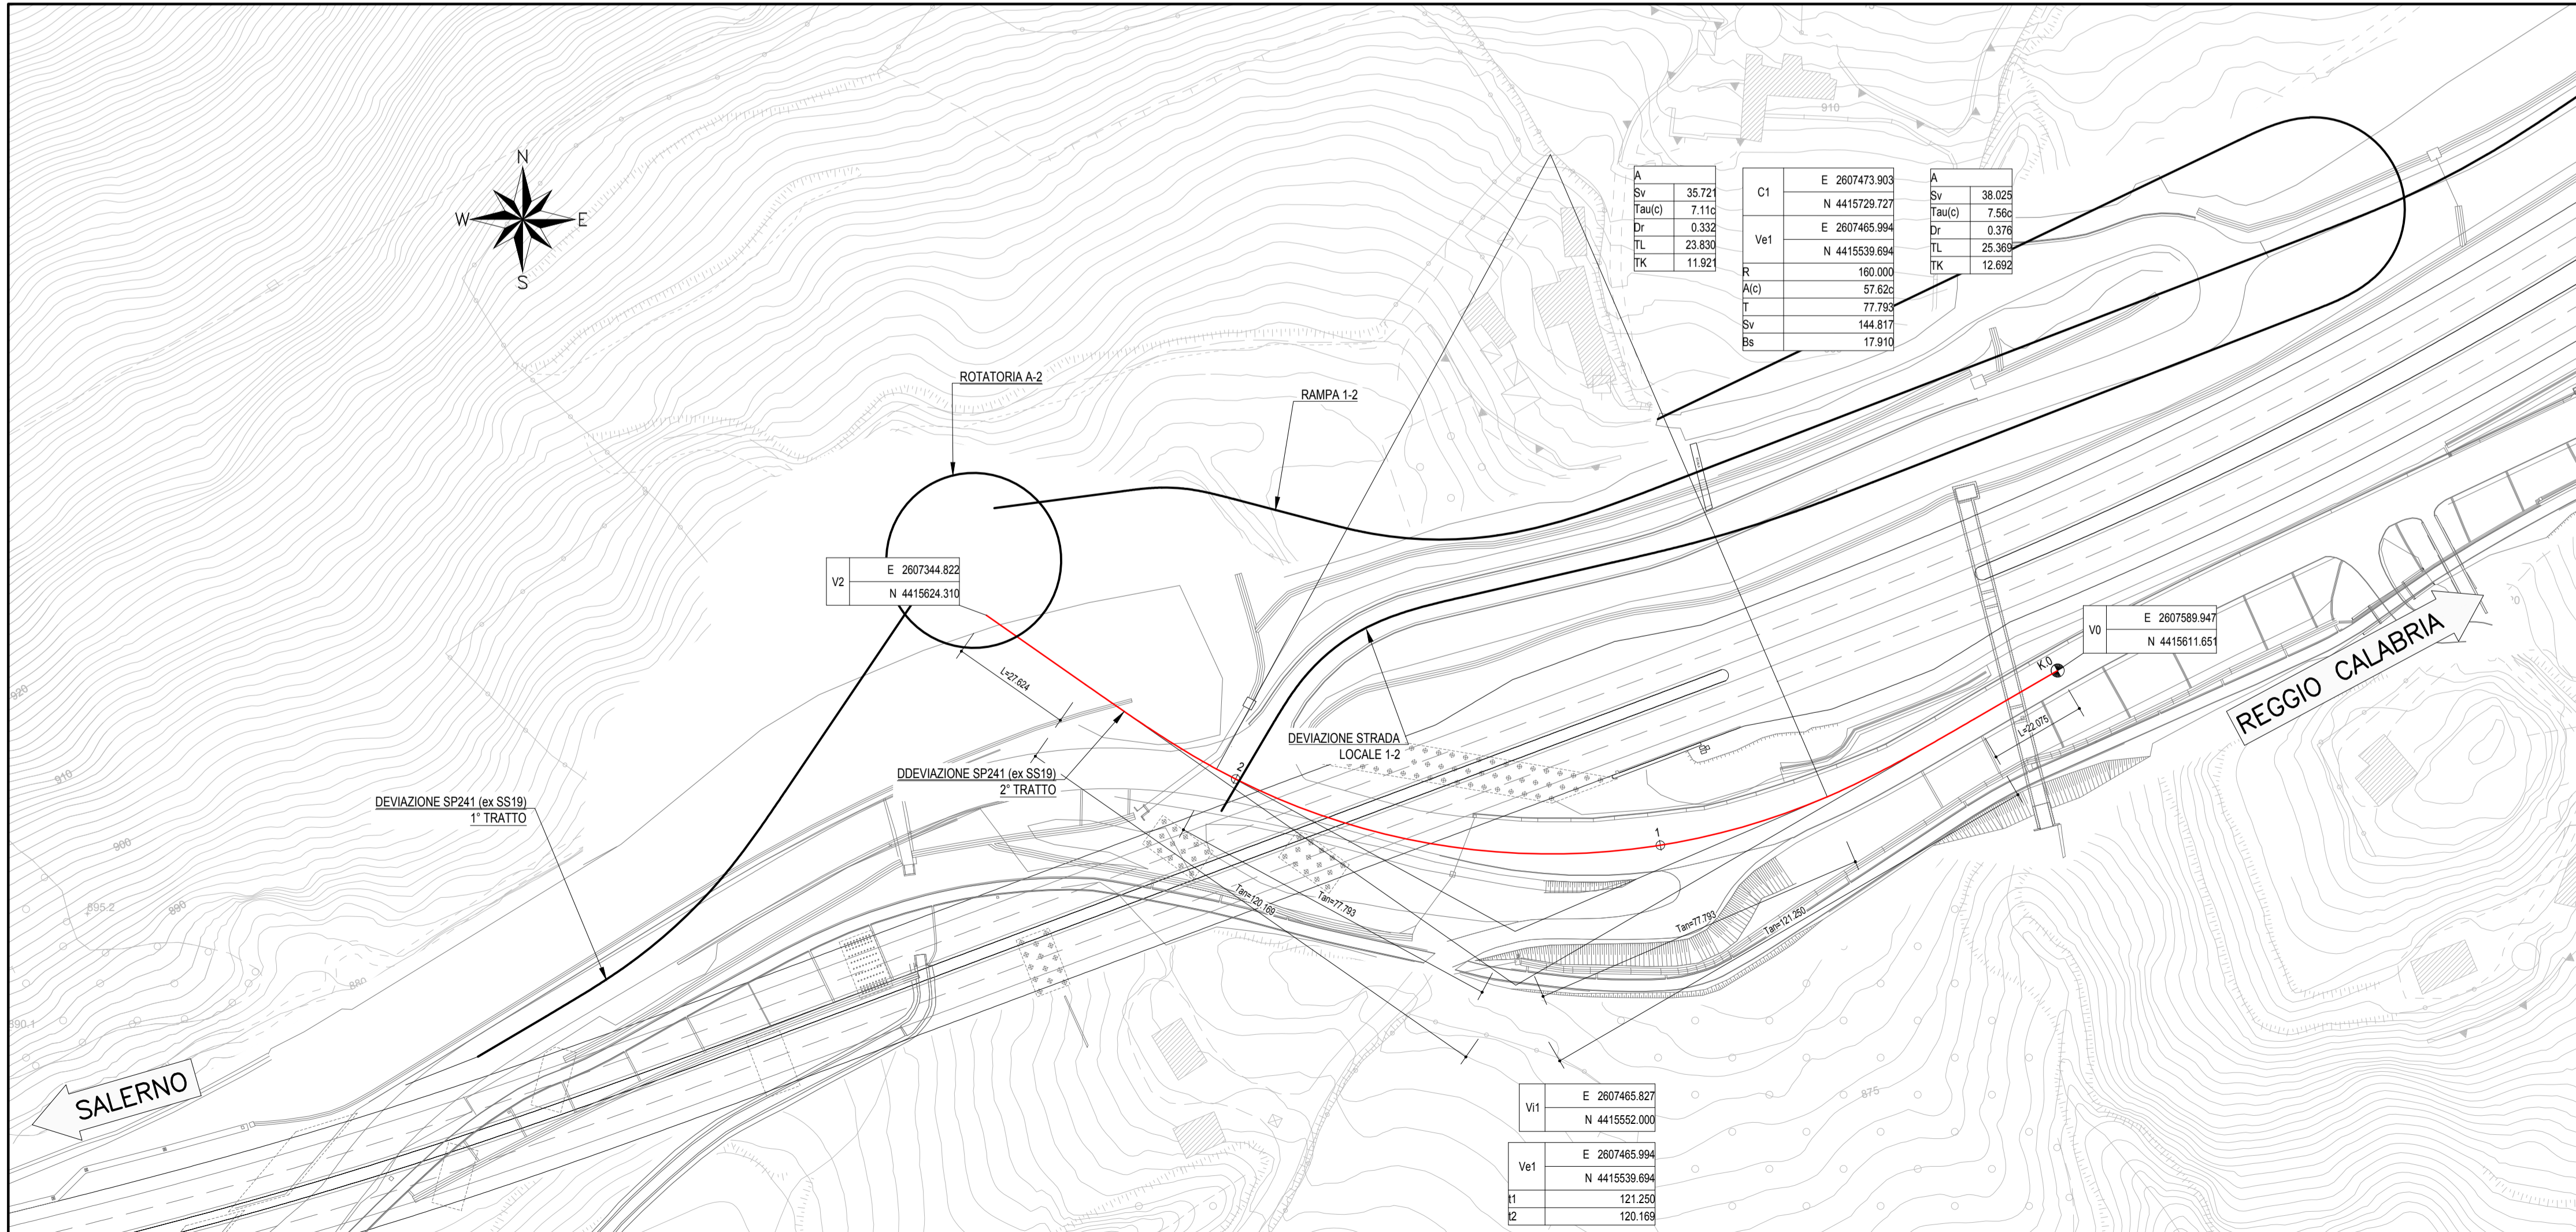 N
W E
S
910
A
Sv 35.721
Tau(c) 7.11c
Dr 0.332
TL 23.830
TK 11.921
C1 E 2607473.903
N 4415729.727
Ve1 E 2607465.994
N 4415539.694
R 160.000
A(c) 57.62c
T 77.793
Sv 144.817
Bs 17.910
A
Sv 38.025
Tau(c) 7.56c
Dr 0.376
TL 25.369
TK 12.692
ROTATORIA A-2
RAMPA 1-2
V2 E 2607344.822
N 4415624.310
V0 E 2607589.947
N 4415611.651
K.0
REGGIO CALABRIA
L=27.624
L=22.075
920
DEVIAZIONE STRADA
LOCALE 1-2
2
DDEVIAZIONE SP241 (ex SS19)
2° TRATTO
910
DEVIAZIONE SP241 (ex SS19)
1° TRATTO
1
900
Tan=120.169
Tan=77.793
Tan=77.793
Tan=121.250
895.2
890
880
890.1
SALERNO
875
Vi1 E 2607465.827
N 4415552.000
Ve1 E 2607465.994
N 4415539.694
t1 121.250
t2 120.169